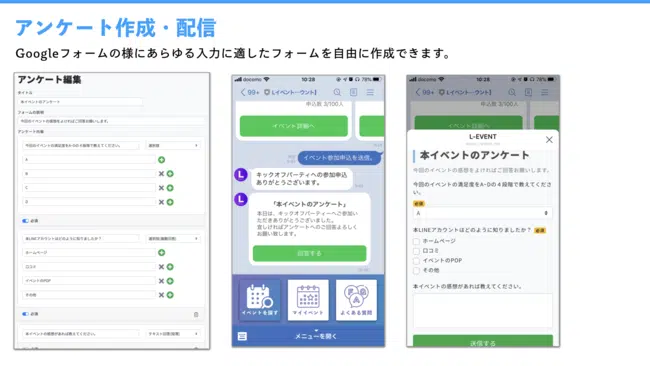 アンケート作成・配信
Googleフォームの様にあらゆる入力に適したフォームを自由に作成できます。
アンケート編集
タイトル
本イベントのアンケート
フォームの説明
今回のイベントの感想をよければご回答お願いします。
アンケート内容
今回のイベントの満足度をA~Dの4段階で教えてください。
選択肢
A
B
C
D
必須
本LINEアカウントはどのように知りましたか?
選択肢(複数回答)
ホームページ
口コミ
イベントのPOP
その他
必須
本イベントの感想があれば教えてください。
docomo
10:28
99+
Lイベント…ウント
申込数 3/100人
イベント詳細へ
イベント参加申込を送信。
キックオフパーティーへの参加申込
ありがとうございます。
「本イベントのアンケート」
本日は、キックオフパーティーへご参加い
ただきありがとうございました。
宜しければアンケートへのご回答よろしく
お願い致します。
回答する
イベントを探す
マイイベント
よくある質問
メニューを開く
docomo
10:28
99+
Lイベント…ウント
申込数 3/100人
L-EVENT
本イベントのアンケート
今回のイベントの感想をよければご回答お願いします。
今回のイベントの満足度をA~Dの4段階で教えてく
ださい。
必須
A
本LINEアカウントはどのように知りましたか?
必須
ホームページ
口コミ
イベントのPOP
その他
本イベントの感想があれば教えてください。
送信する